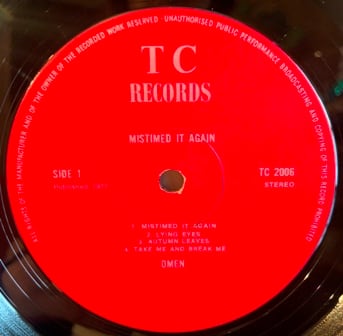 ALL RIGHTS OF THE MANUFACTURER AND OF THE OWNER OF THE RECORDED WORK RESERVED · UNAUTHORISED PUBLIC PERFORMANCE BROADCASTING AND COPYING OF THIS RECORD PROHIBITED
T C
RECORDS
MISTIMED IT AGAIN
SIDE 1
TC 2006
STEREO
1. MISTIMED IT AGAIN
2. LYING EYES
3. AUTUMN LEAVES
4. TAKE ME AND BREAK ME
OMEN